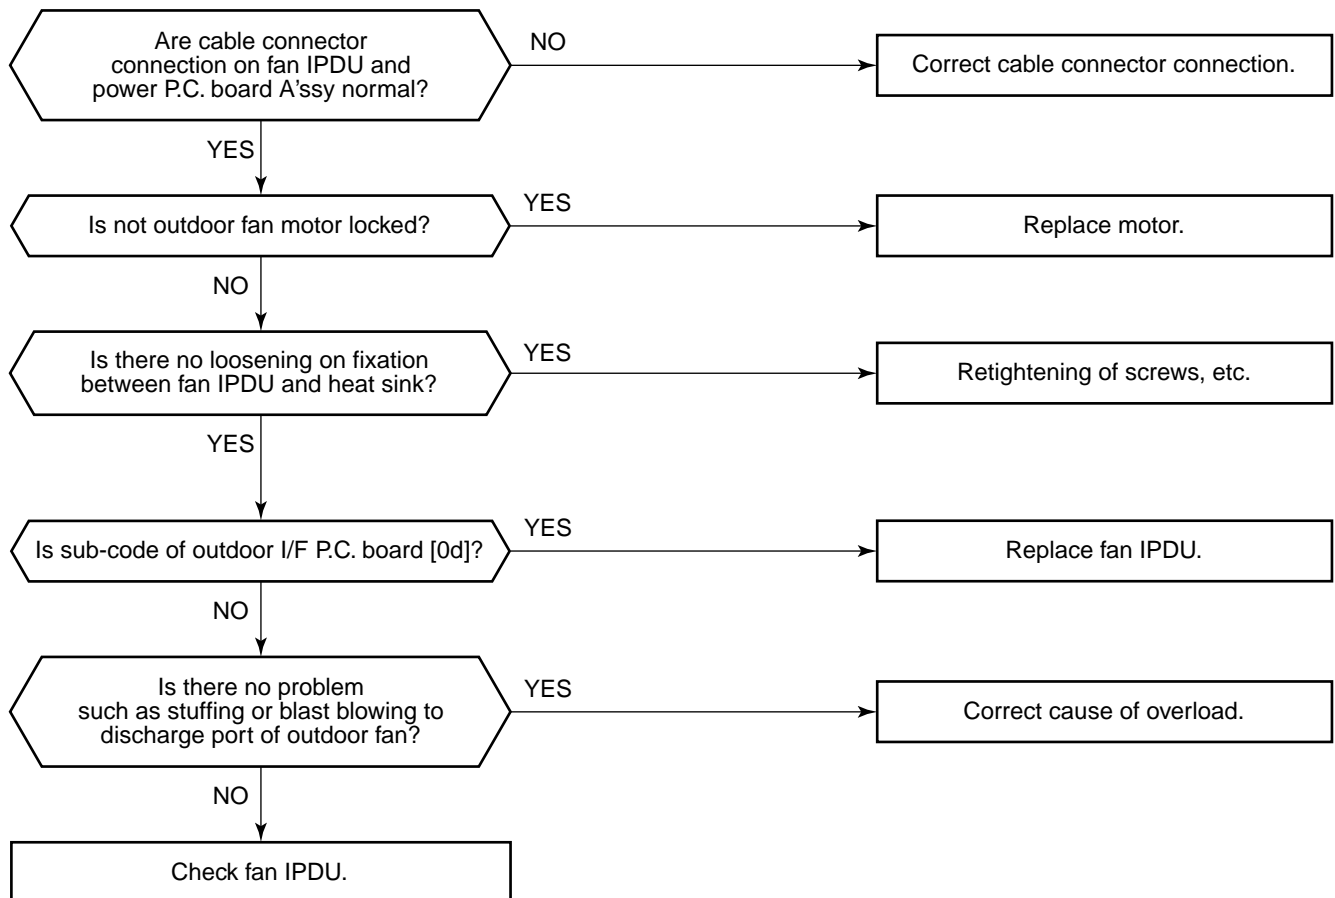 Are cable connector
connection on fan IPDU and
power P.C. board A'ssy normal?
NO
Correct cable connector connection.
YES
Is not outdoor fan motor locked?
YES
Replace motor.
NO
Is there no loosening on fixation
between fan IPDU and heat sink?
YES
Retightening of screws, etc.
YES
Is sub-code of outdoor I/F P.C. board [0d]?
YES
Replace fan IPDU.
NO
Is there no problem
such as stuffing or blast blowing to
discharge port of outdoor fan?
YES
Correct cause of overload.
NO
Check fan IPDU.